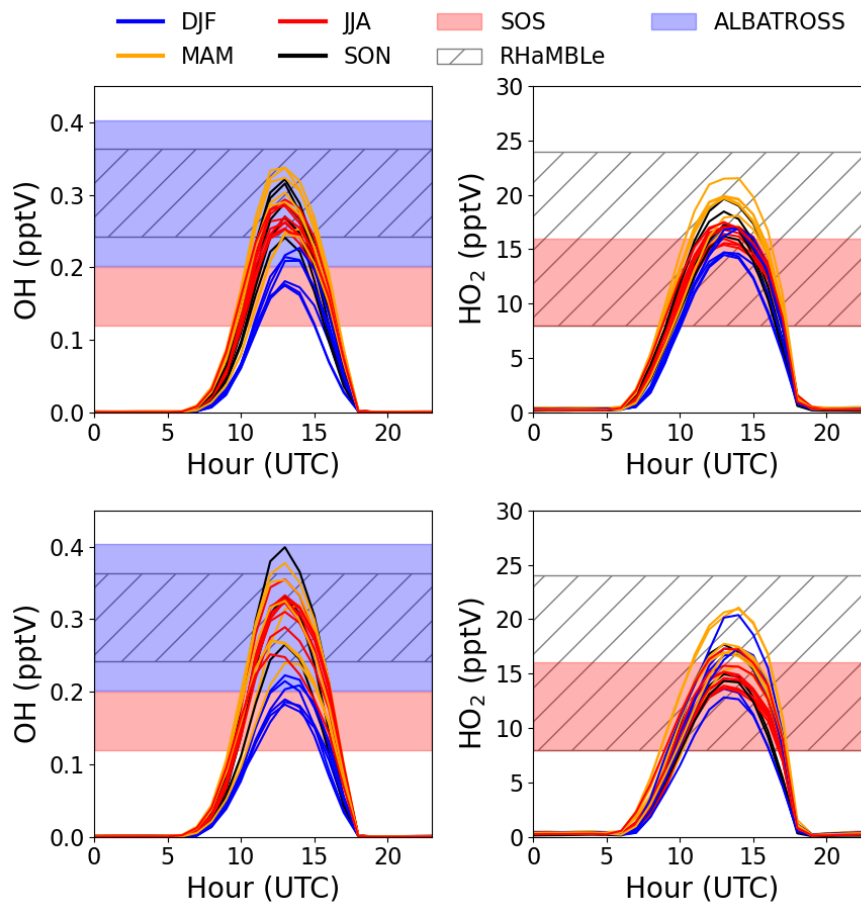 DJF JJA SOS ALBATROSS
MAM SON RHaMBLe
0.4
0.3
0.2
0.1
0.0
OH (pptV)
0 5 10 15 20
Hour (UTC)
30
25
20
15
10
5
0
HO₂ (pptV)
0 5 10 15 20
Hour (UTC)
0.4
0.3
0.2
0.1
0.0
OH (pptV)
0 5 10 15 20
Hour (UTC)
30
25
20
15
10
5
0
HO₂ (pptV)
0 5 10 15 20
Hour (UTC)